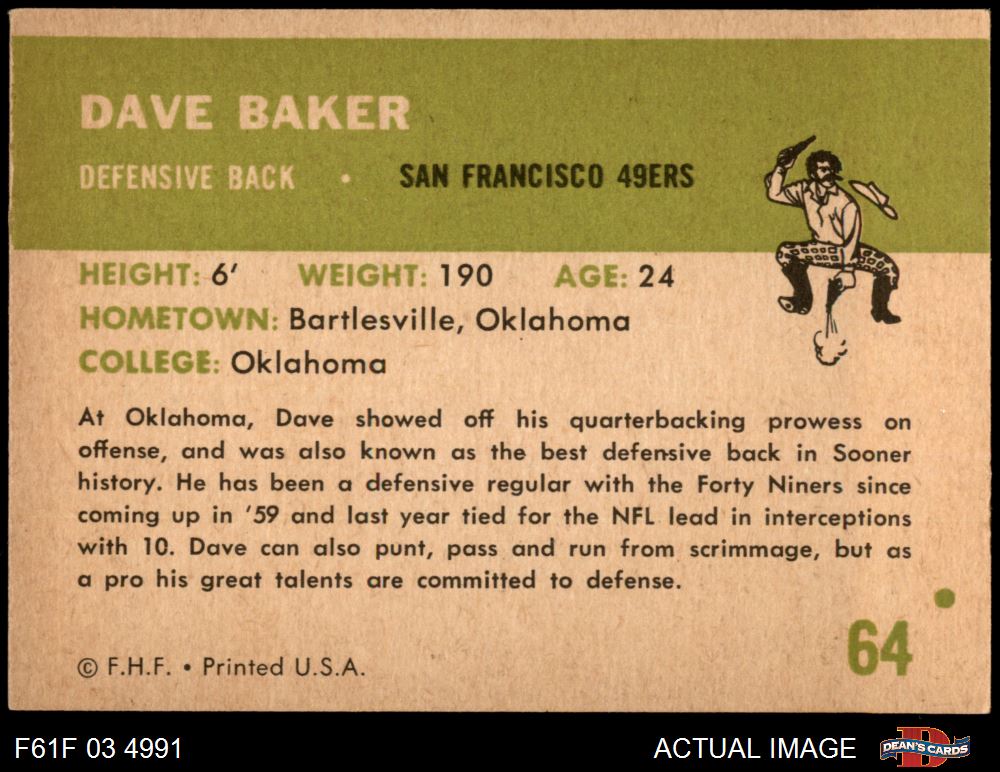 DAVE BAKER
DEFENSIVE BACK • SAN FRANCISCO 49ERS
HEIGHT: 6' WEIGHT: 190 AGE: 24
HOMETOWN: Bartlesville, Oklahoma
COLLEGE: Oklahoma
At Oklahoma, Dave showed off his quarterbacking prowess on
offense, and was also known as the best defensive back in Sooner
history. He has been a defensive regular with the Forty Niners since
coming up in '59 and last year tied for the NFL lead in interceptions
with 10. Dave can also punt, pass and run from scrimmage, but as
a pro his great talents are committed to defense.
64
© F.H.F. • Printed U.S.A.
F61F 03 4991 ACTUAL IMAGE D DEAN'S CARDS